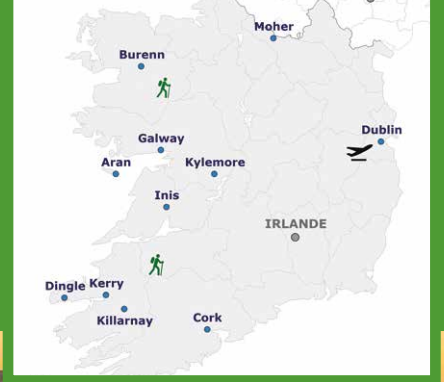 Moher
Burenn
Dublin
Galway
Aran
Kylemore
Inis
IRLANDE
Dingle
Kerry
Killarnay
Cork